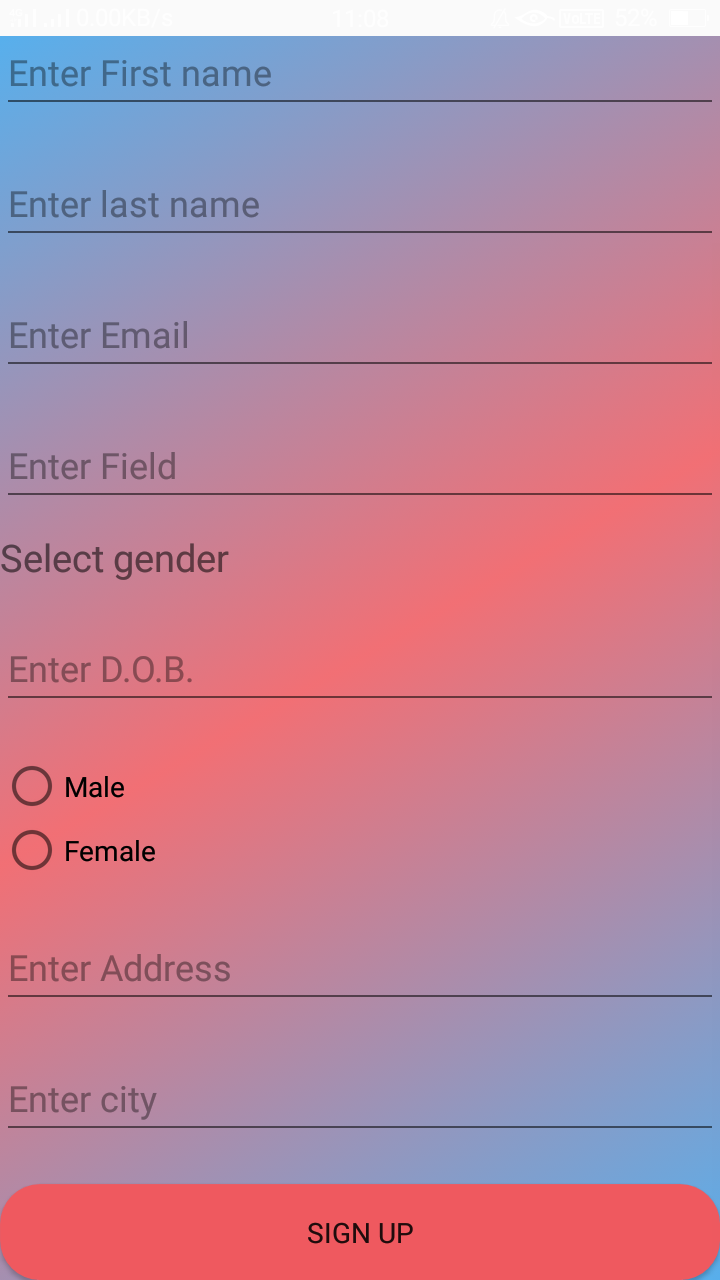 0.00KB/s 11:08 VoLTE 52%
Enter First name
Enter last name
Enter Email
Enter Field
Select gender
Enter D.O.B.
Male
Female
Enter Address
Enter city
SIGN UP